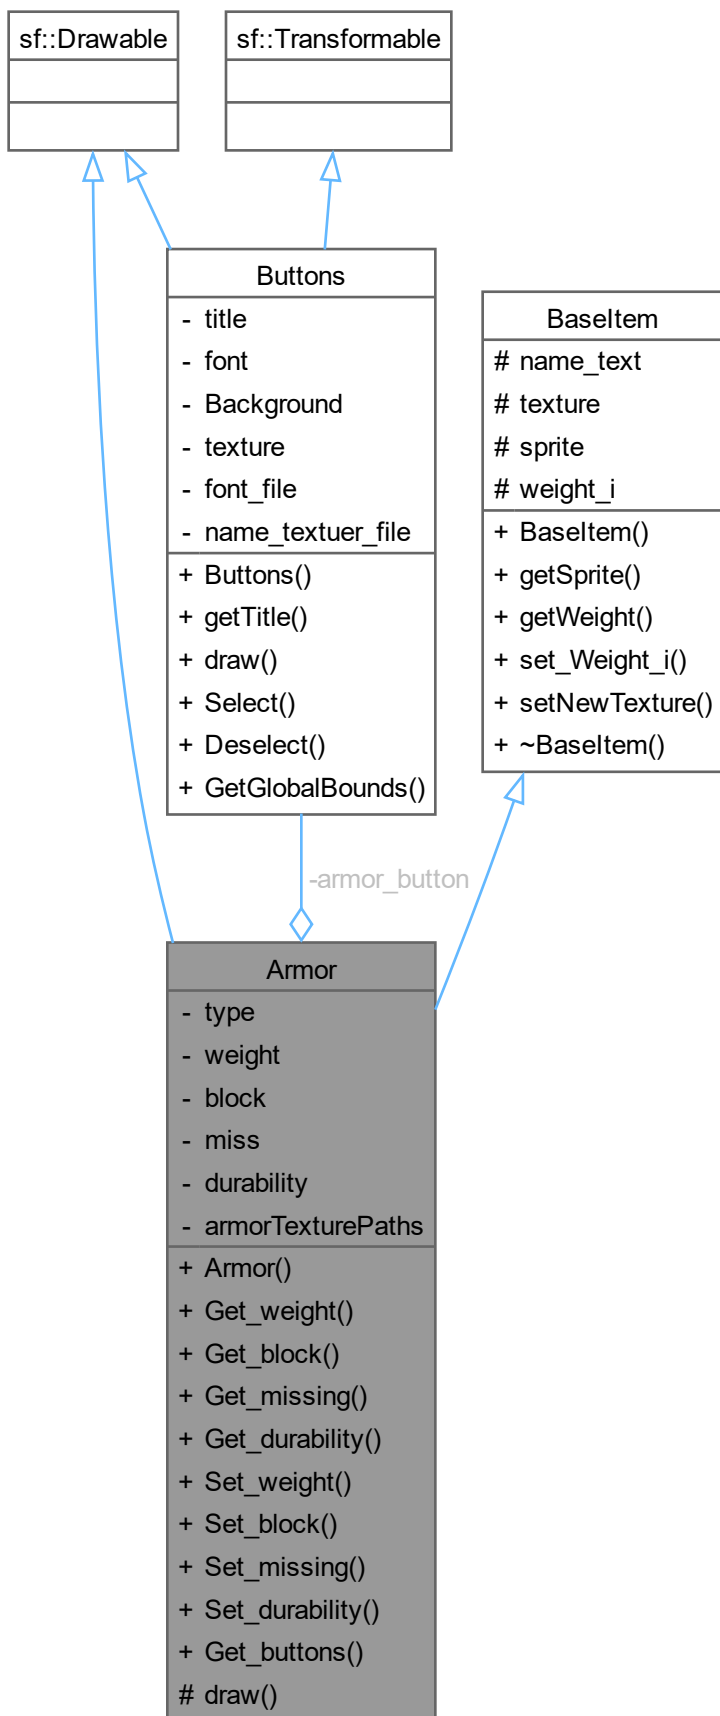 sf::Drawable
sf::Transformable
Buttons
- title
- font
- Background
- texture
- font_file
- name_textuer_file
+ Buttons()
+ getTitle()
+ draw()
+ Select()
+ Deselect()
+ GetGlobalBounds()
BaseItem
# name_text
# texture
# sprite
# weight_i
+ BaseItem()
+ getSprite()
+ getWeight()
+ set_Weight_i()
+ setNewTexture()
+ ~BaseItem()
-armor_button
Armor
- type
- weight
- block
- miss
- durability
- armorTexturePaths
+ Armor()
+ Get_weight()
+ Get_block()
+ Get_missing()
+ Get_durability()
+ Set_weight()
+ Set_block()
+ Set_missing()
+ Set_durability()
+ Get_buttons()
# draw()